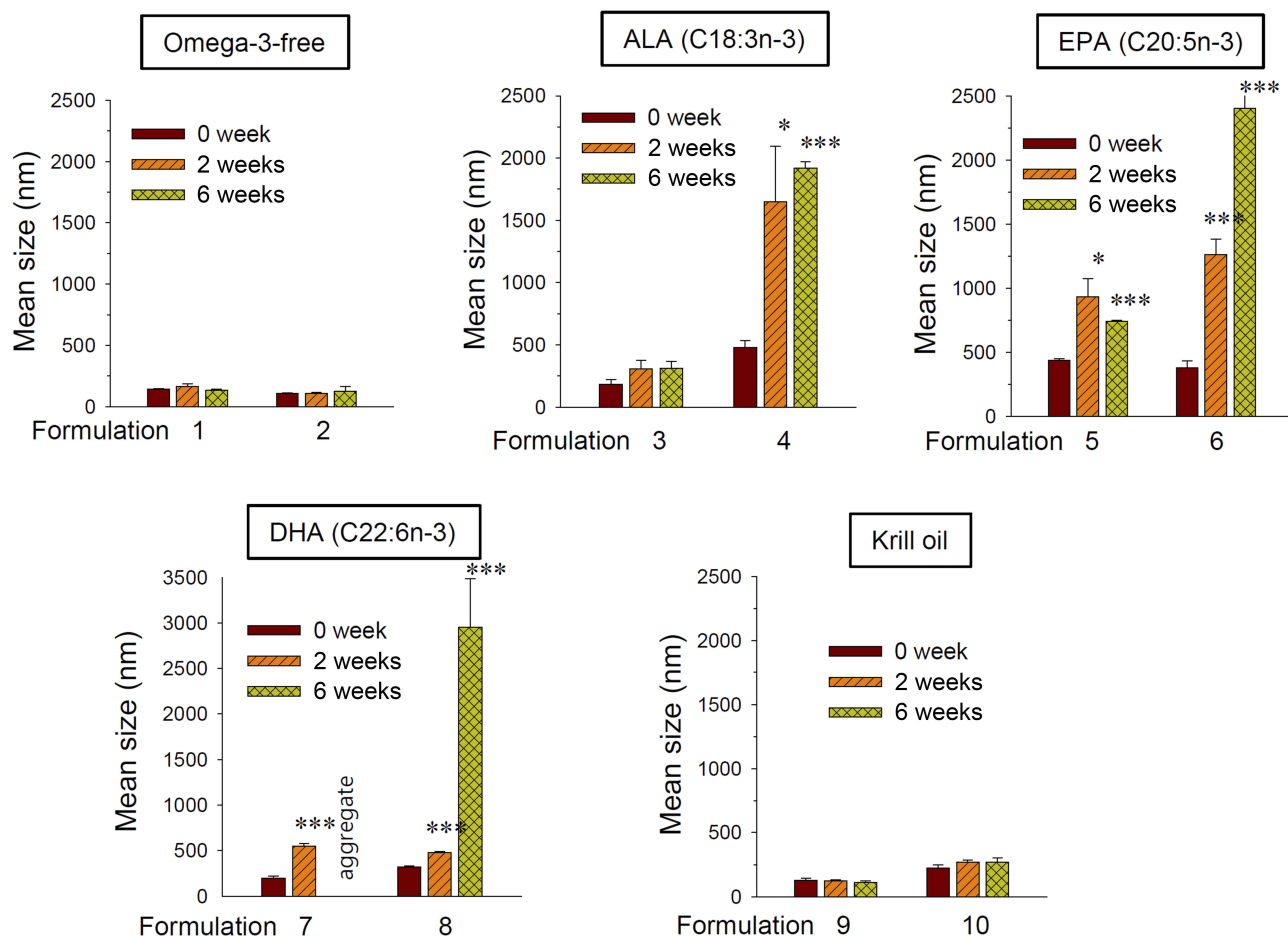 Omega-3-free
Mean size (nm)
2500
2000
1500
1000
500
0
0 week
2 weeks
6 weeks
Formulation 1 2
ALA (C18:3n-3)
Mean size (nm)
2500
2000
1500
1000
500
0
0 week
2 weeks
6 weeks
*
***
Formulation 3 4
EPA (C20:5n-3)
Mean size (nm)
2500
2000
1500
1000
500
0
0 week
2 weeks
6 weeks
*
***
***
***
Formulation 5 6
DHA (C22:6n-3)
Mean size (nm)
3500
3000
2500
2000
1500
1000
500
0
0 week
2 weeks
6 weeks
***
aggregate
***
***
Formulation 7 8
Krill oil
Mean size (nm)
2500
2000
1500
1000
500
0
0 week
2 weeks
6 weeks
Formulation 9 10